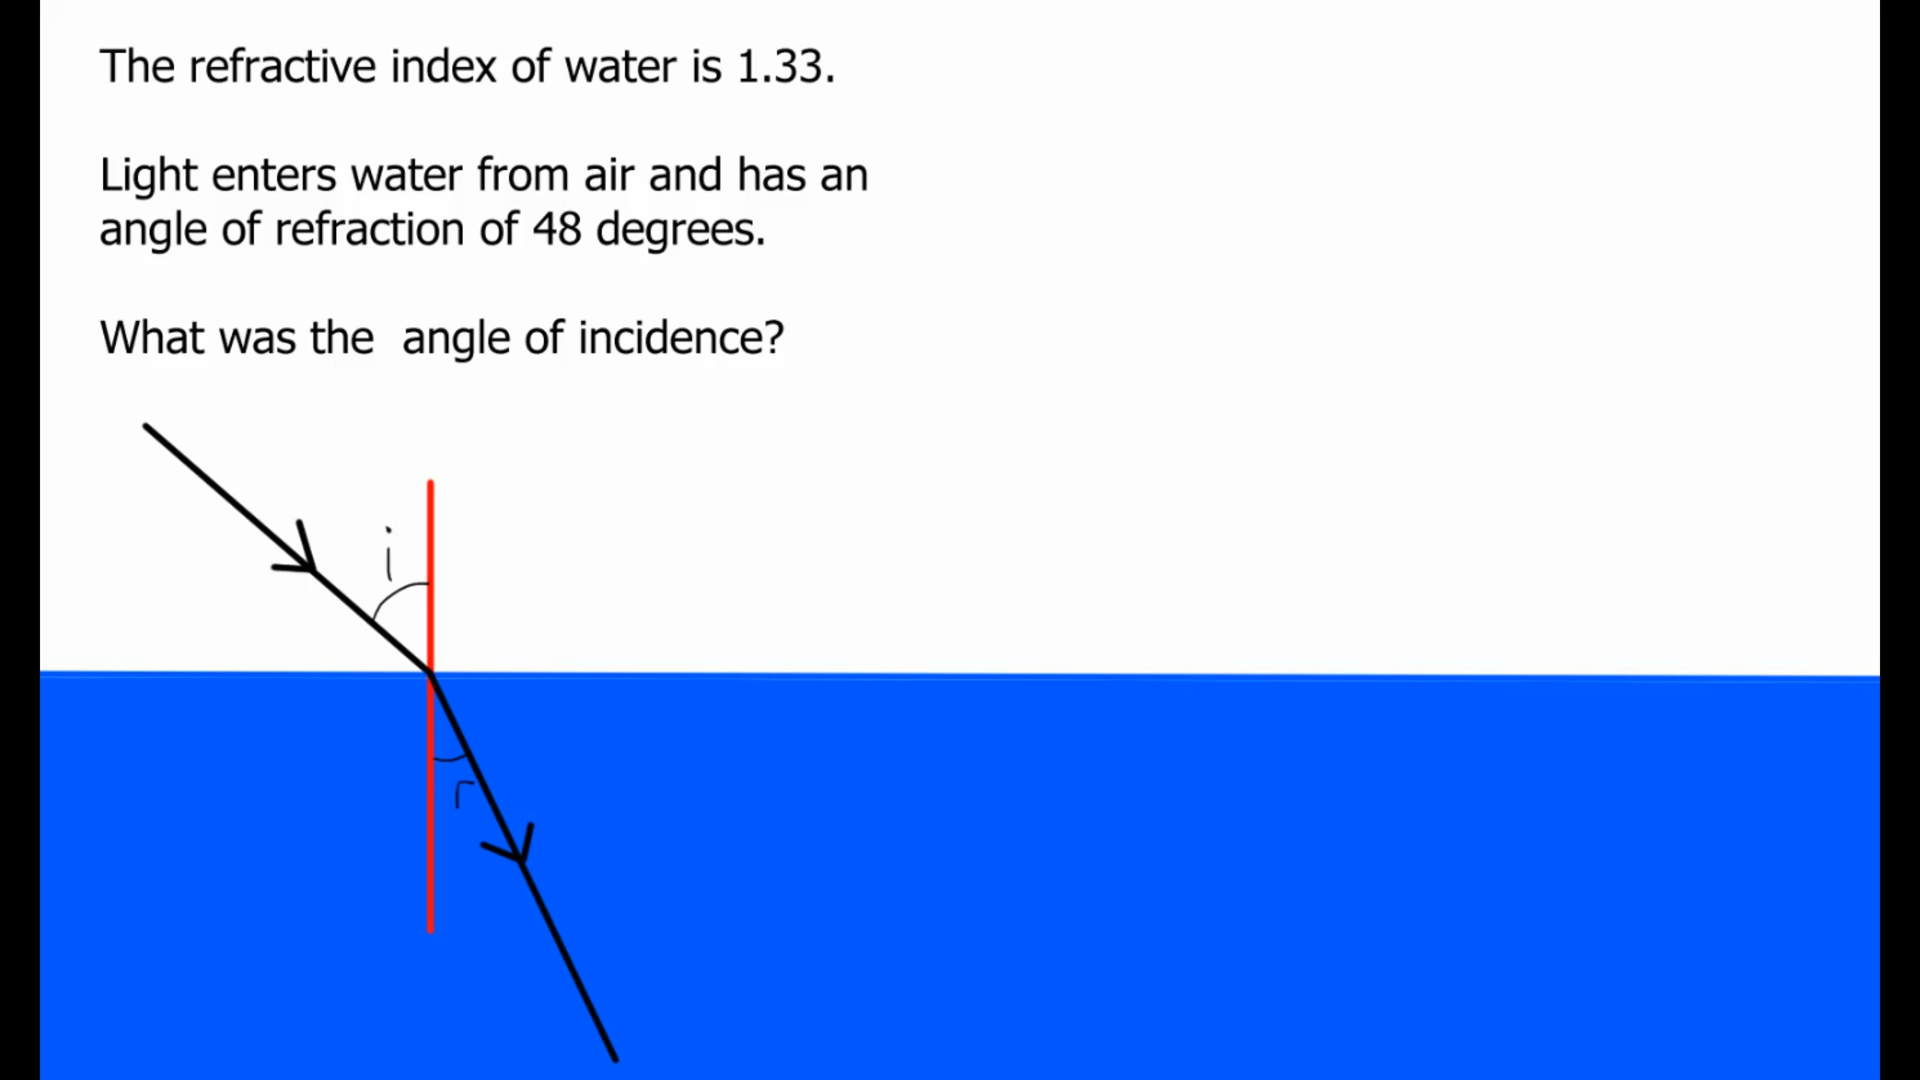 The refractive index of water is 1.33.
Light enters water from air and has an
angle of refraction of 48 degrees.
What was the  angle of incidence?
i
r